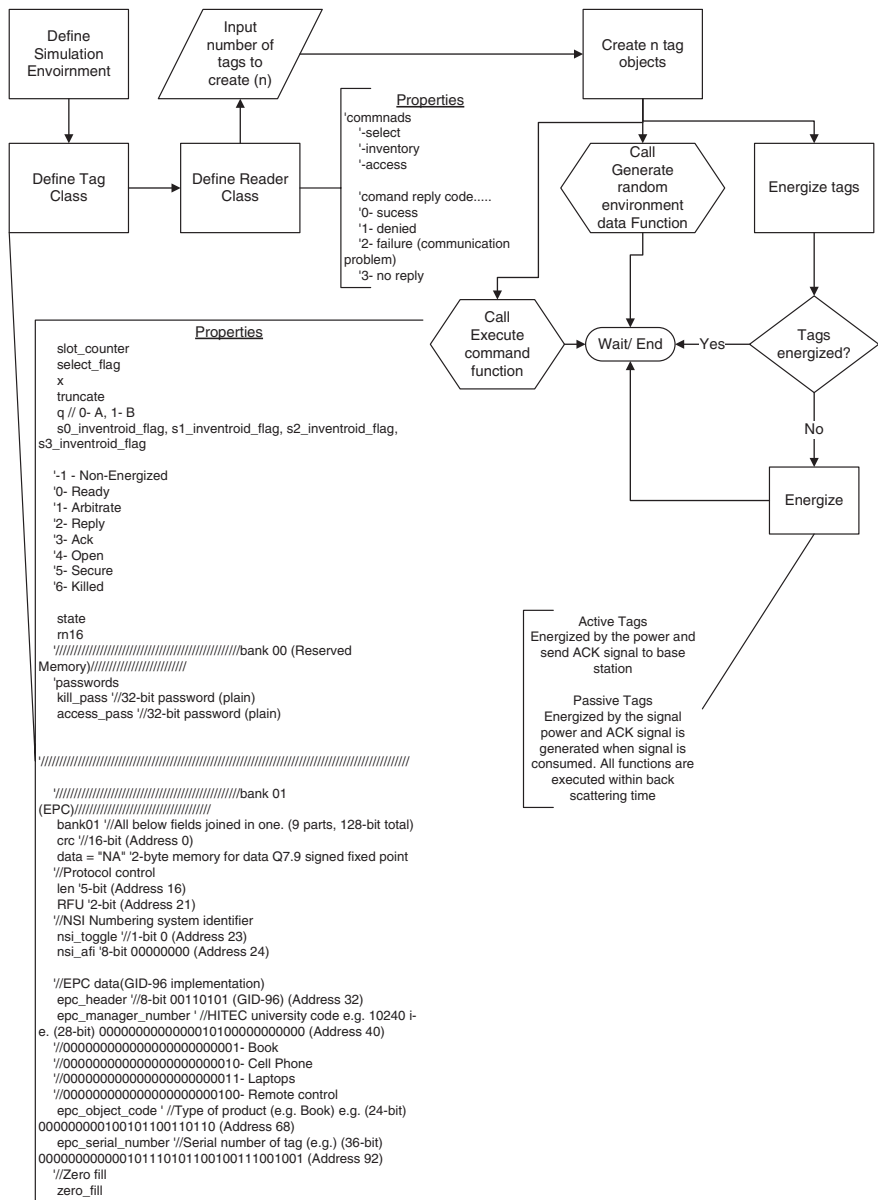 Define
Simulation
Envoirnment
Input
number of
tags to
create (n)
Create n tag
objects
Define Tag
Class
Define Reader
Class
Properties
'commnads
'-select
'-inventory
'-access
'comand reply code.....
'0- sucess
'1- denied
'2- failure (communication
problem)
'3- no reply
Call
Generate
random
environment
data Function
Energize tags
Call
Execute
command
function
Wait/ End
Yes
Tags
energized?
No
Energize
Active Tags
Energized by the power and
send ACK signal to base
station
Passive Tags
Energized by the signal
power and ACK signal is
generated when signal is
consumed. All functions are
executed within back
scattering time
Properties
slot_counter
select_flag
x
truncate
q // 0- A, 1- B
s0_inventroid_flag, s1_inventroid_flag, s2_inventroid_flag,
s3_inventroid_flag
'-1 - Non-Energized
'0- Ready
'1- Arbitrate
'2- Reply
'3- Ack
'4- Open
'5- Secure
'6- Killed
state
rn16
'//////////////////////////////////////////////////bank 00 (Reserved
Memory)//////////////////////////
'passwords
kill_pass '//32-bit password (plain)
access_pass '//32-bit password (plain)
'////////////////////////////////////////////////////////////////////////////////////////////////////
'//////////////////////////////////////////////////bank 01
(EPC)/////////////////////////////////////
bank01 '//All below fields joined in one. (9 parts, 128-bit total)
crc '//16-bit (Address 0)
data = "NA" '2-byte memory for data Q7.9 signed fixed point
'//Protocol control
len '5-bit (Address 16)
RFU '2-bit (Address 21)
'//NSI Numbering system identifier
nsi_toggle '//1-bit 0 (Address 23)
nsi_afi '8-bit 00000000 (Address 24)
'//EPC data(GID-96 implementation)
epc_header '//8-bit 00110101 (GID-96) (Address 32)
epc_manager_number ' //HITEC university code e.g. 10240 i-
e. (28-bit) 0000000000000010100000000000 (Address 40)
'//000000000000000000000001- Book
'//000000000000000000000010- Cell Phone
'//000000000000000000000011- Laptops
'//000000000000000000000100- Remote control
epc_object_code ' //Type of product (e.g. Book) e.g. (24-bit)
000000000100101100110110 (Address 68)
epc_serial_number '//Serial number of tag (e.g.) (36-bit)
000000000000101110101100100111001001 (Address 92)
'//Zero fill
zero_fill